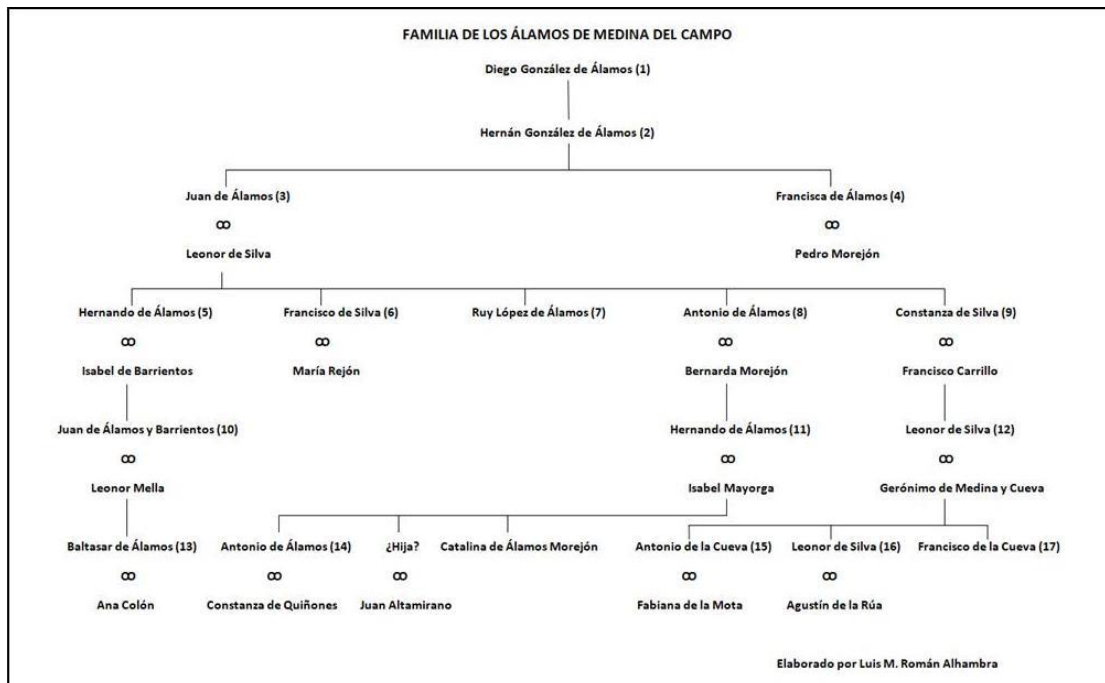 FAMILIA DE LOS ÁLAMOS DE MEDINA DEL CAMPO
Diego González de Álamos (1)
Hernán González de Álamos (2)
Juan de Álamos (3) Francisca de Álamos (4)
Leonor de Silva Pedro Morejón
Hernando de Álamos (5) Francisco de Silva (6) Ruy López de Álamos (7) Antonio de Álamos (8) Constanza de Silva (9)
Isabel de Barrientos María Rejón Bernarda Morejón Francisco Carrillo
Juan de Álamos y Barrientos (10) Hernando de Álamos (11) Leonor de Silva (12)
Leonor Mella Isabel Mayorga Gerónimo de Medina y Cueva
Baltasar de Álamos (13) Antonio de Álamos (14) ¿Hija? Catalina de Álamos Morejón Antonio de la Cueva (15) Leonor de Silva (16) Francisco de la Cueva (17)
Ana Colón Constanza de Quiñones Juan Altamirano Fabiana de la Mota Agustín de la Rúa
Elaborado por Luis M. Román Alhambra